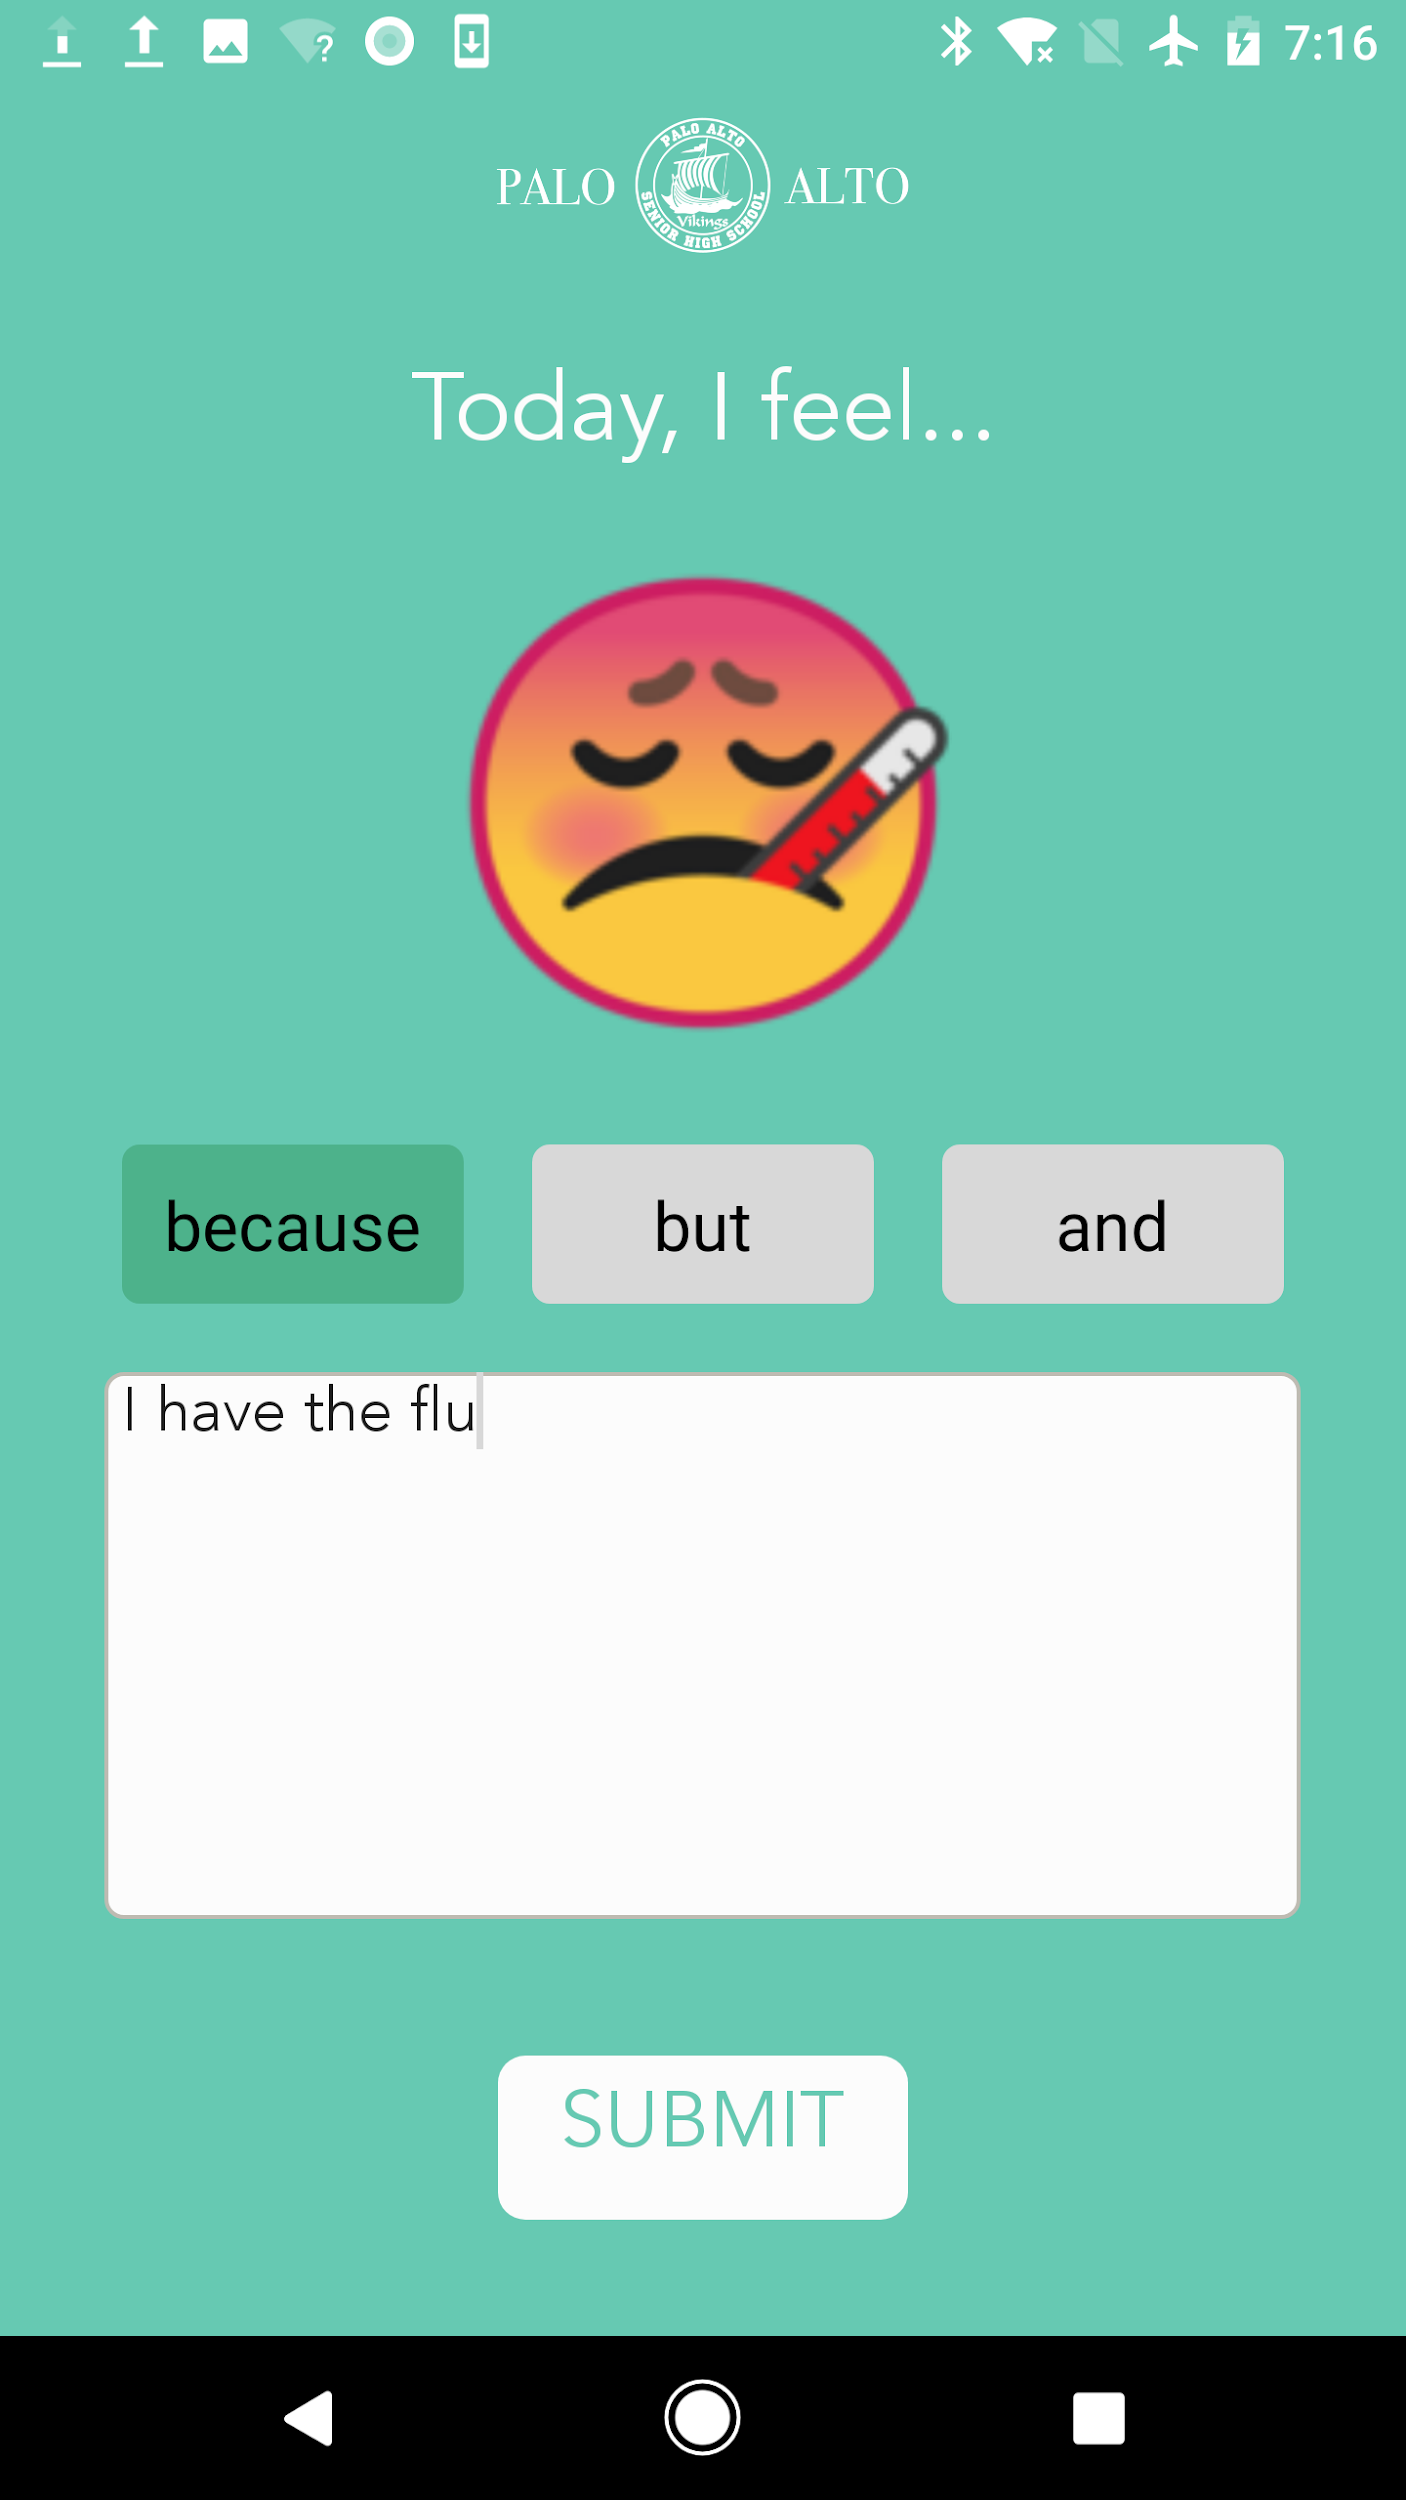 7:16
PALO
PALO ALTO
SENIOR HIGH SCHOOL
Vikings
ALTO
Today, I feel...
because
but
and
I have the flu
SUBMIT